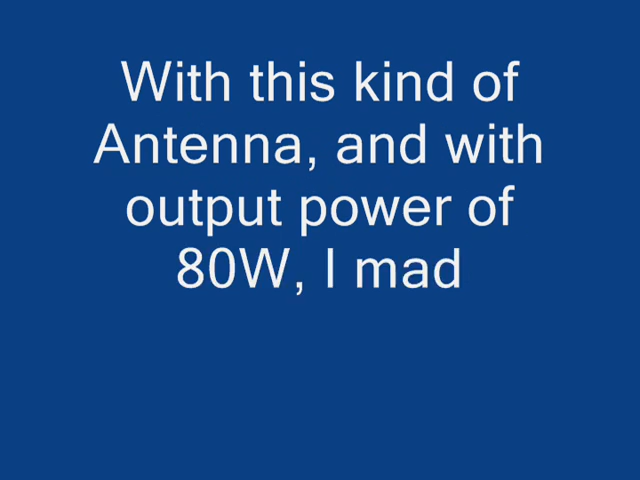 With this kind of
Antenna, and with
output power of
80W, I mad